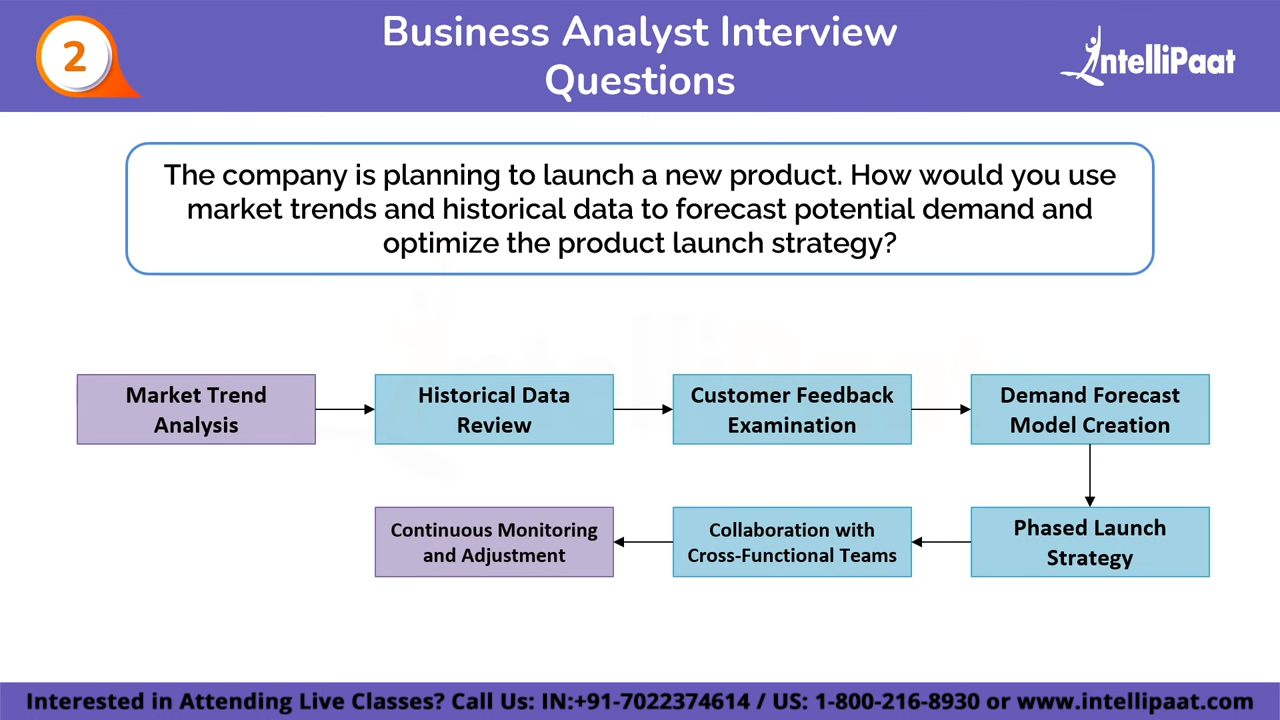 2
Business Analyst Interview
Questions
IntelliPaat
The company is planning to launch a new product. How would you use
market trends and historical data to forecast potential demand and
optimize the product launch strategy?
Market Trend
Analysis
Historical Data
Review
Customer Feedback
Examination
Demand Forecast
Model Creation
Continuous Monitoring
and Adjustment
Collaboration with
Cross-Functional Teams
Phased Launch
Strategy
Interested in Attending Live Classes? Call Us: IN:+91-7022374614 / US: 1-800-216-8930 or www.intellipaat.com